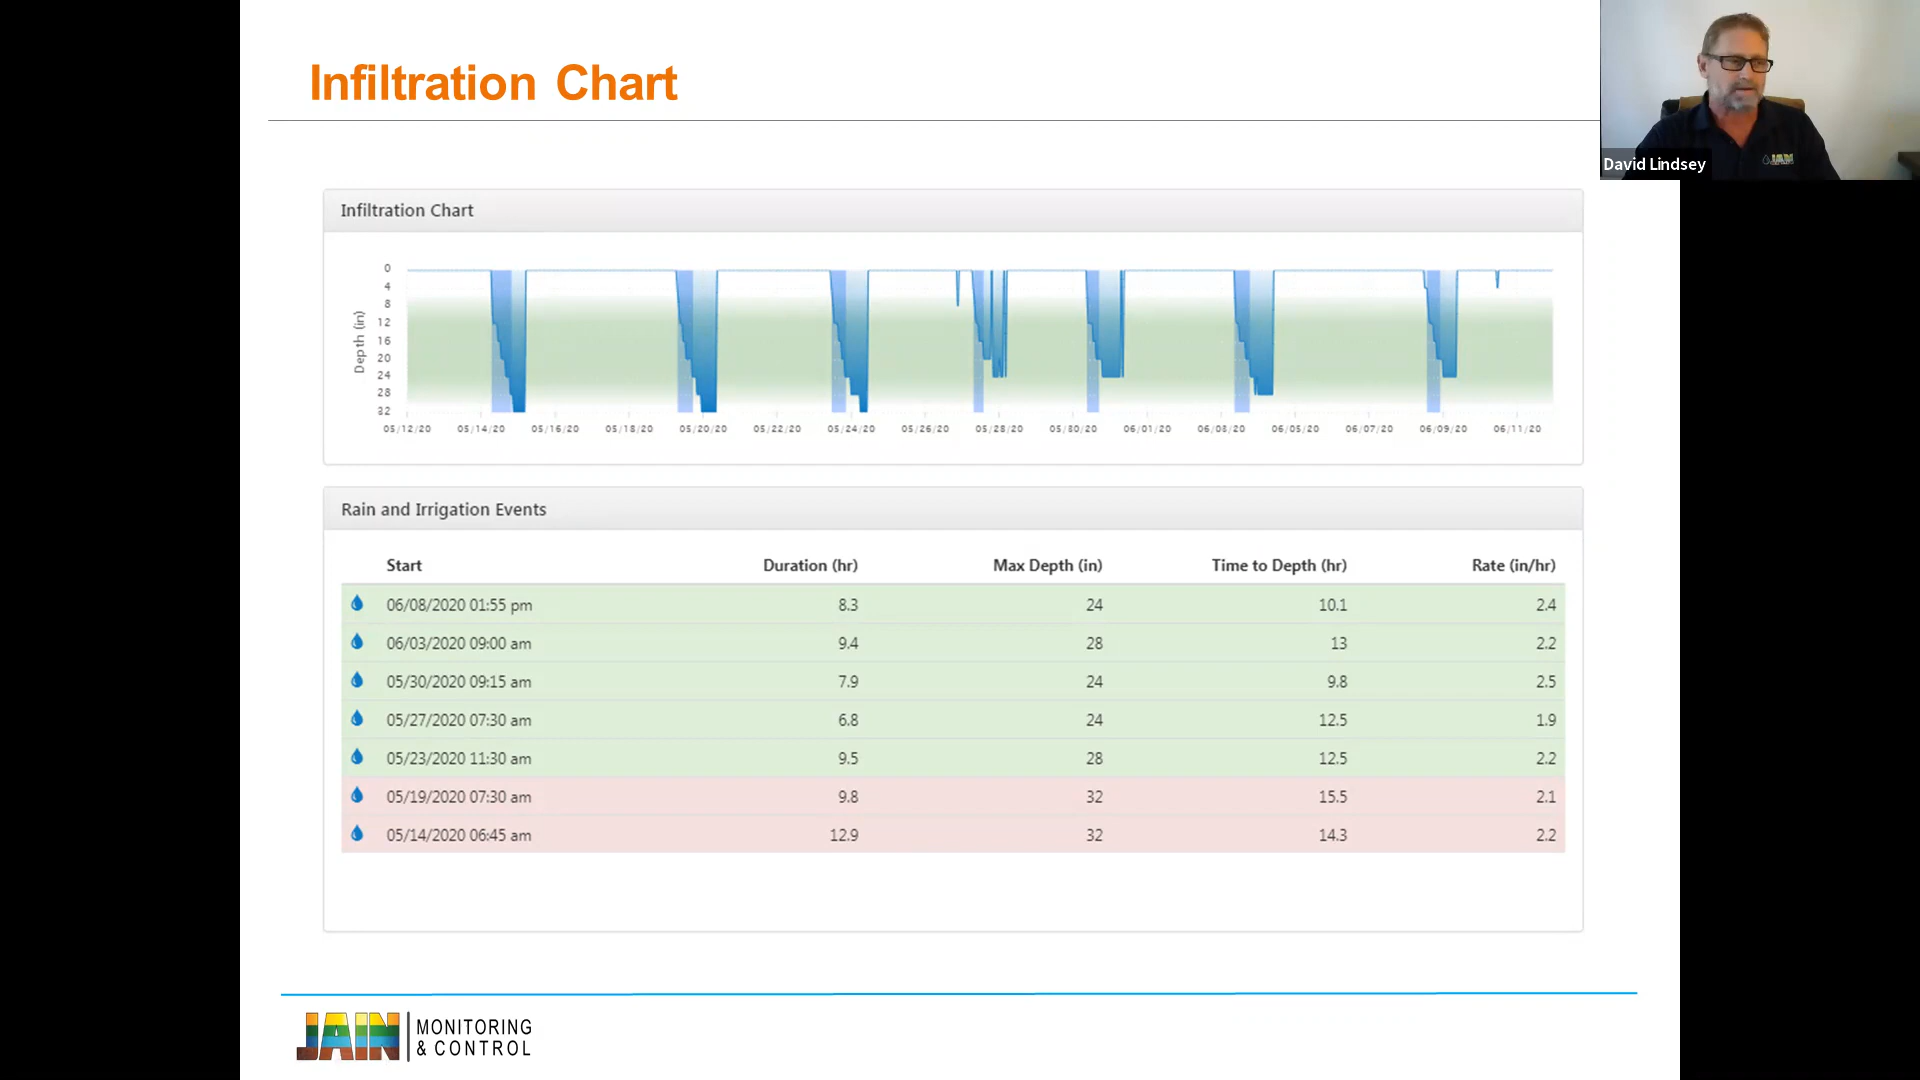 Infiltration Chart
David Lindsey
Infiltration Chart
Depth (in)
0
4
8
12
16
20
24
28
32
05/12/20 05/14/20 05/16/20 05/18/20 05/20/20 05/22/20 05/24/20 05/26/20 05/28/20 05/30/20 06/01/20 06/03/20 06/05/20 06/07/20 06/09/20 06/11/20
Rain and Irrigation Events
Start Duration (hr) Max Depth (in) Time to Depth (hr) Rate (in/hr)
06/08/2020 01:55 pm 8.3 24 10.1 2.4
06/03/2020 09:00 am 9.4 28 13 2.2
05/30/2020 09:15 am 7.9 24 9.8 2.5
05/27/2020 07:30 am 6.8 24 12.5 1.9
05/23/2020 11:30 am 9.5 28 12.5 2.2
05/19/2020 07:30 am 9.8 32 15.5 2.1
05/14/2020 06:45 am 12.9 32 14.3 2.2
JAIN MONITORING
& CONTROL
JAIN